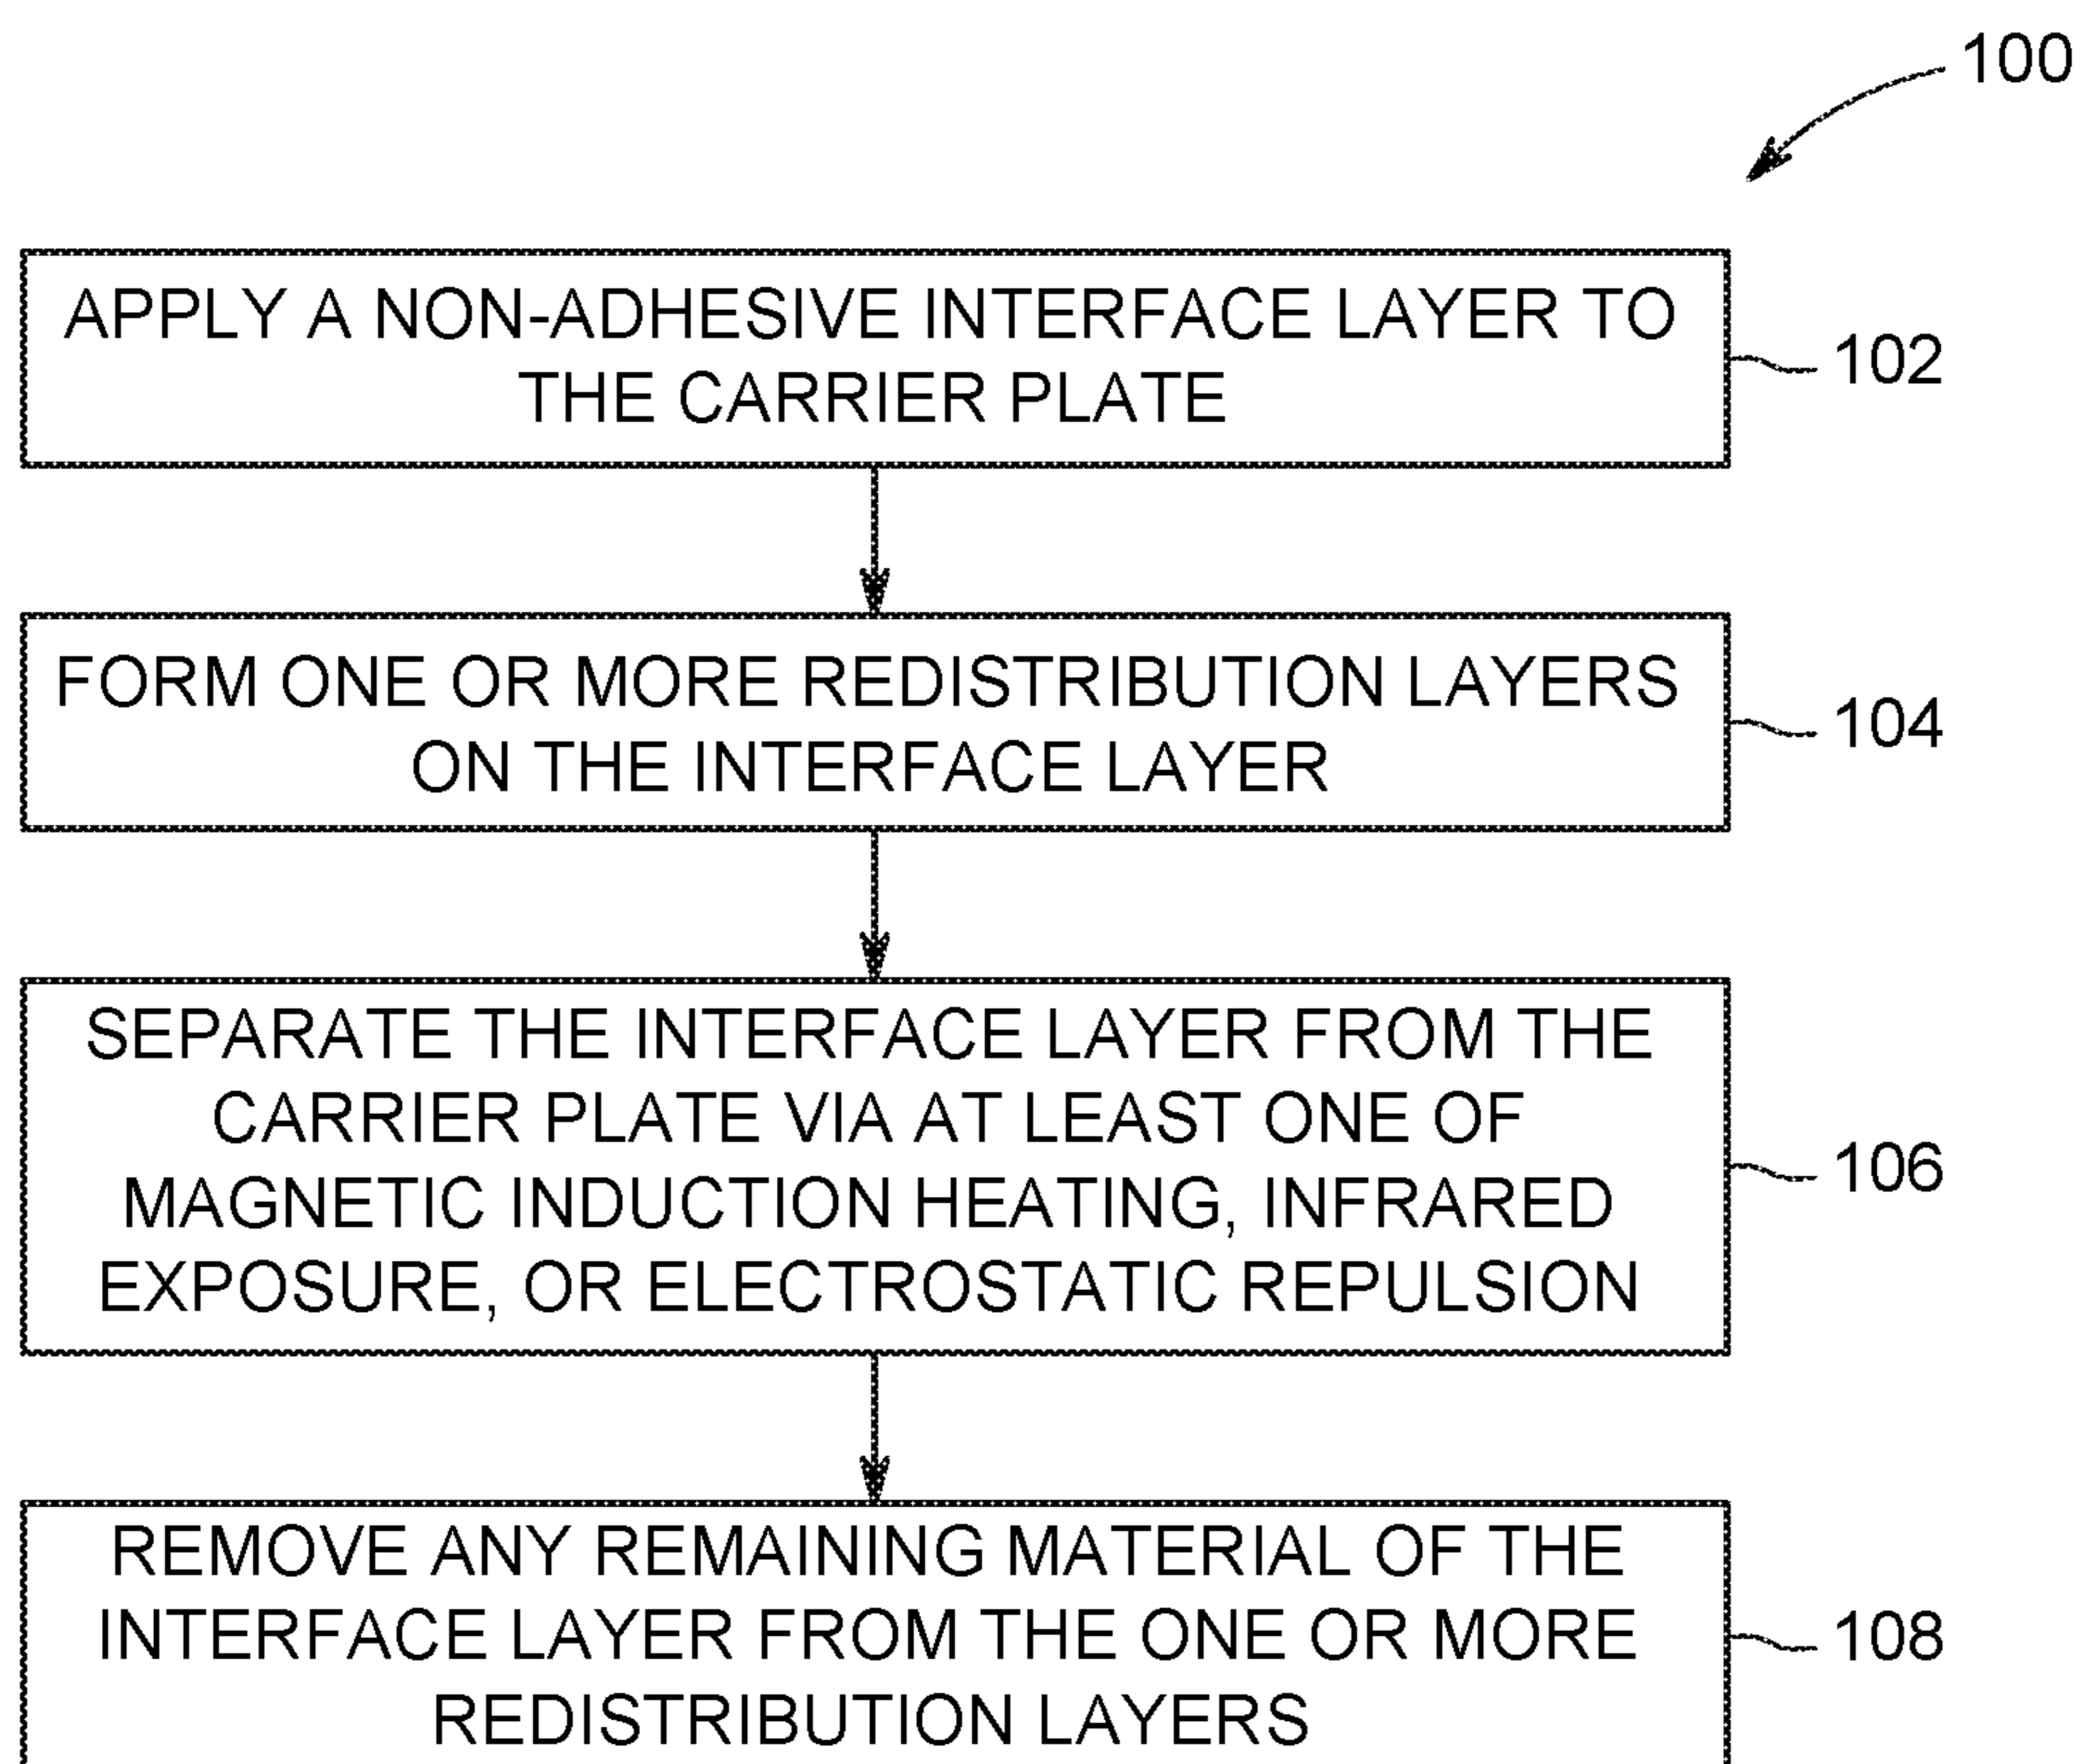 100
APPLY A NON-ADHESIVE INTERFACE LAYER TO
THE CARRIER PLATE
102
FORM ONE OR MORE REDISTRIBUTION LAYERS
ON THE INTERFACE LAYER
104
SEPARATE THE INTERFACE LAYER FROM THE
CARRIER PLATE VIA AT LEAST ONE OF
MAGNETIC INDUCTION HEATING, INFRARED
EXPOSURE, OR ELECTROSTATIC REPULSION
106
REMOVE ANY REMAINING MATERIAL OF THE
INTERFACE LAYER FROM THE ONE OR MORE
REDISTRIBUTION LAYERS
108